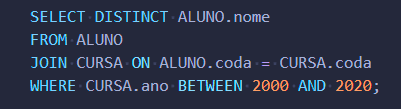 SELECT DISTINCT ALUNO.nome
FROM ALUNO
JOIN CURSA ON ALUNO.coda = CURSA.coda
WHERE CURSA.ano BETWEEN 2000 AND 2020;